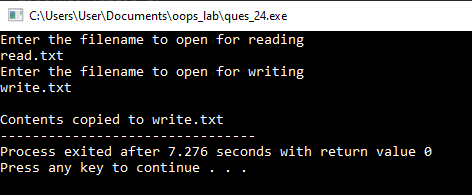 C:\Users\User\Documents\oops_lab\ques_24.exe
Enter the filename to open for reading
read.txt
Enter the filename to open for writing
write.txt
Contents copied to write.txt
--------------------------------
Process exited after 7.276 seconds with return value 0
Press any key to continue . . .